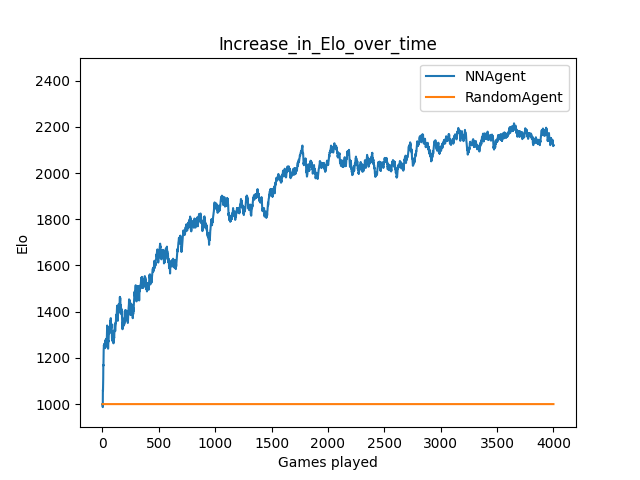 Increase_in_Elo_over_time
NNAgent
RandomAgent
2400
2200
2000
1800
1600
1400
1200
1000
Elo
0 500 1000 1500 2000 2500 3000 3500 4000
Games played